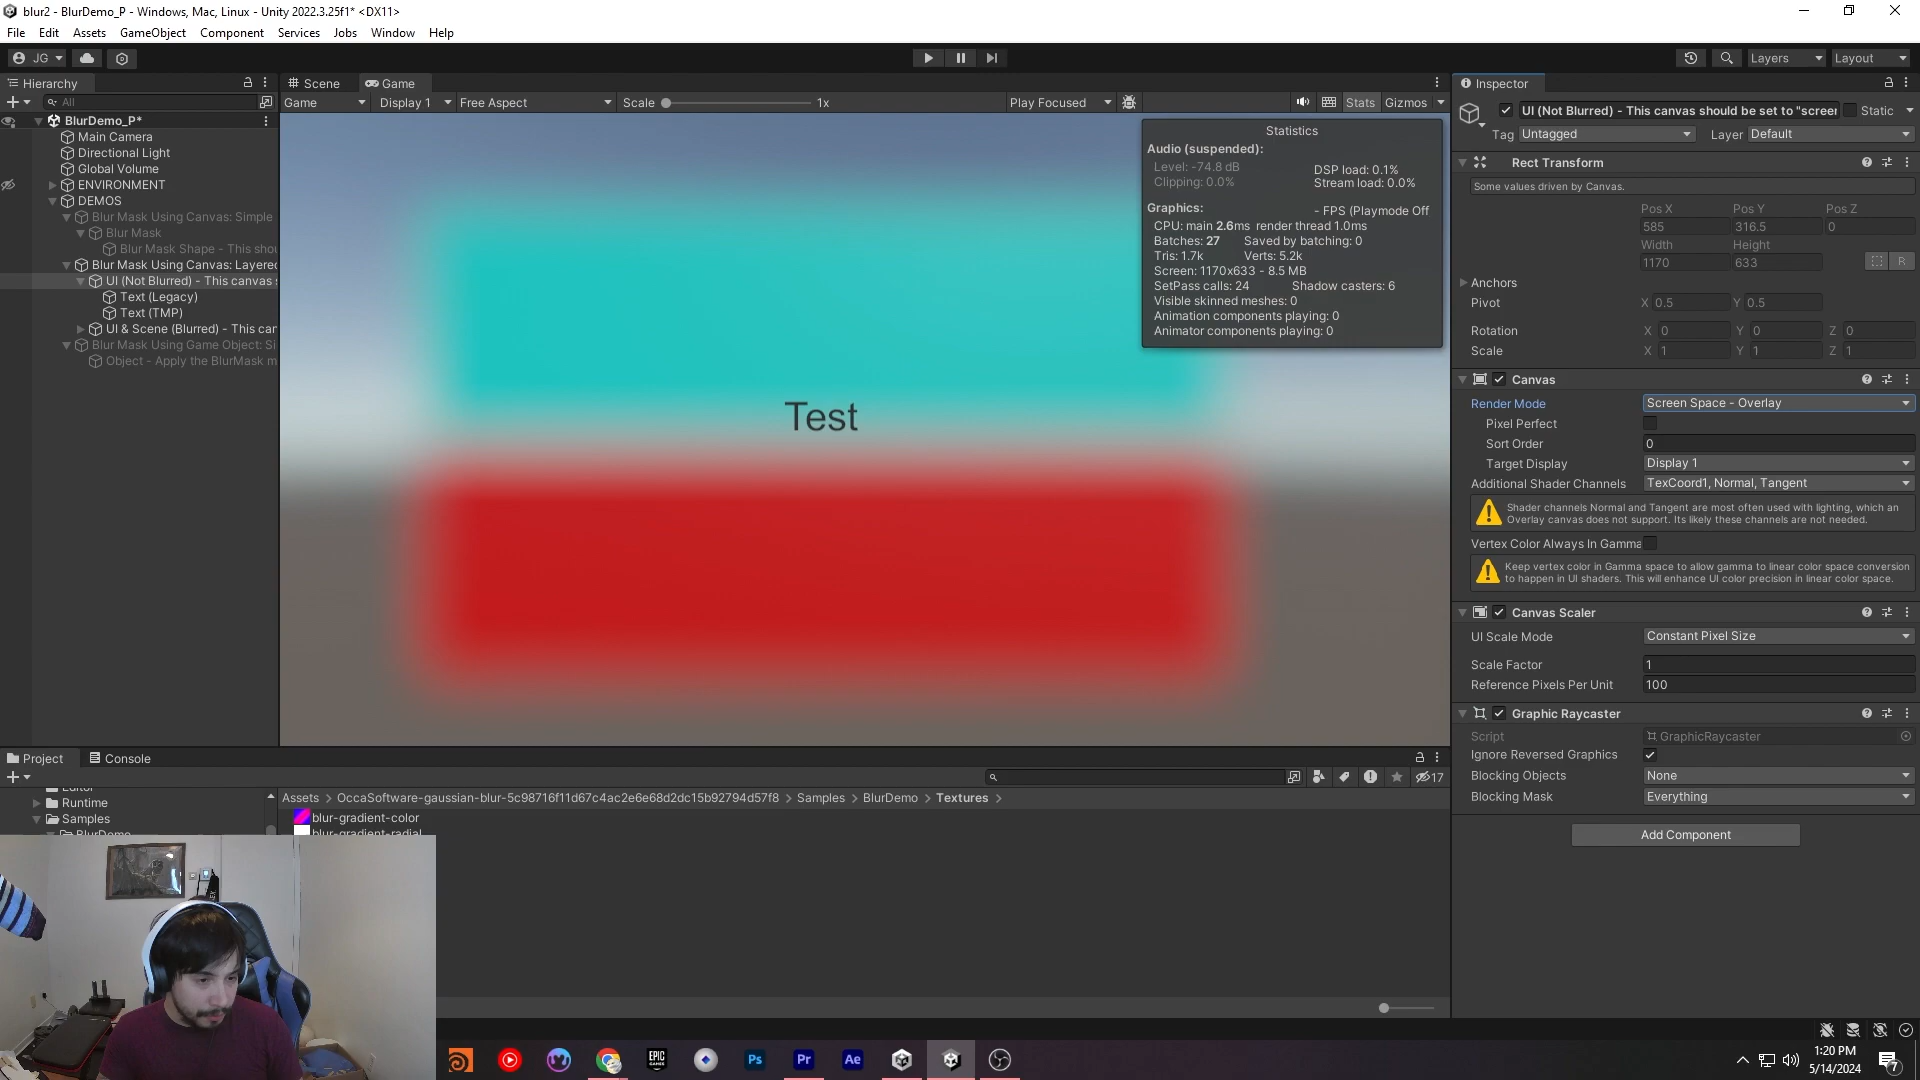 blur2 - BlurDemo_P - Windows, Mac, Linux - Unity 2022.3.25f1* <DX11>
File Edit Assets GameObject Component Services Jobs Window Help
JG
Layers
Layout
Hierarchy
All
BlurDemo_P*
Main Camera
Directional Light
Global Volume
ENVIRONMENT
DEMOS
Blur Mask Using Canvas: Simple
Blur Mask
Blur Mask Shape - This shou
Blur Mask Using Canvas: Layered
UI (Not Blurred) - This canvas s
Text (Legacy)
Text (TMP)
UI & Scene (Blurred) - This can
Blur Mask Using Game Object: Si
Object - Apply the BlurMask m
Scene
Game
Game
Display 1
Free Aspect
Scale
1x
Play Focused
Stats
Gizmos
Test
Statistics
Audio (suspended):
Level: -74.8 dB DSP load: 0.1%
Clipping: 0.0% Stream load: 0.0%
Graphics: - FPS (Playmode Off
CPU: main 2.6ms render thread 1.0ms
Batches: 27 Saved by batching: 0
Tris: 1.7k Verts: 5.2k
Screen: 1170x633 - 8.5 MB
SetPass calls: 24 Shadow casters: 6
Visible skinned meshes: 0
Animation components playing: 0
Animator components playing: 0
Inspector
UI (Not Blurred) - This canvas should be set to "screer
Static
Tag Untagged Layer Default
Rect Transform
Some values driven by Canvas.
Pos X Pos Y Pos Z
585 316.5 0
Width Height
1170 633
R
Anchors
Pivot X 0.5 Y 0.5
Rotation X 0 Y 0 Z 0
Scale X 1 Y 1 Z 1
Canvas
Render Mode Screen Space - Overlay
Pixel Perfect
Sort Order 0
Target Display Display 1
Additional Shader Channels TexCoord1, Normal, Tangent
Shader channels Normal and Tangent are most often used with lighting, which an
Overlay canvas does not support. Its likely these channels are not needed.
Vertex Color Always In Gamma
Keep vertex color in Gamma space to allow gamma to linear color space conversion
to happen in UI shaders. This will enhance UI color precision in linear color space.
Canvas Scaler
UI Scale Mode Constant Pixel Size
Scale Factor 1
Reference Pixels Per Unit 100
Graphic Raycaster
Script GraphicRaycaster
Ignore Reversed Graphics
Blocking Objects None
Blocking Mask Everything
Add Component
Project
Console
17
Editor
Runtime
Samples
BlurDemo
Assets > OccaSoftware-gaussian-blur-5c98716f11d67c4ac2e6e68d2dc15b92794d57f8 > Samples > BlurDemo > Textures >
blur-gradient-color
blur-gradient-radial
EPIC
GAMES
Ps
Pr
Ae
1:20 PM
5/14/2024
7